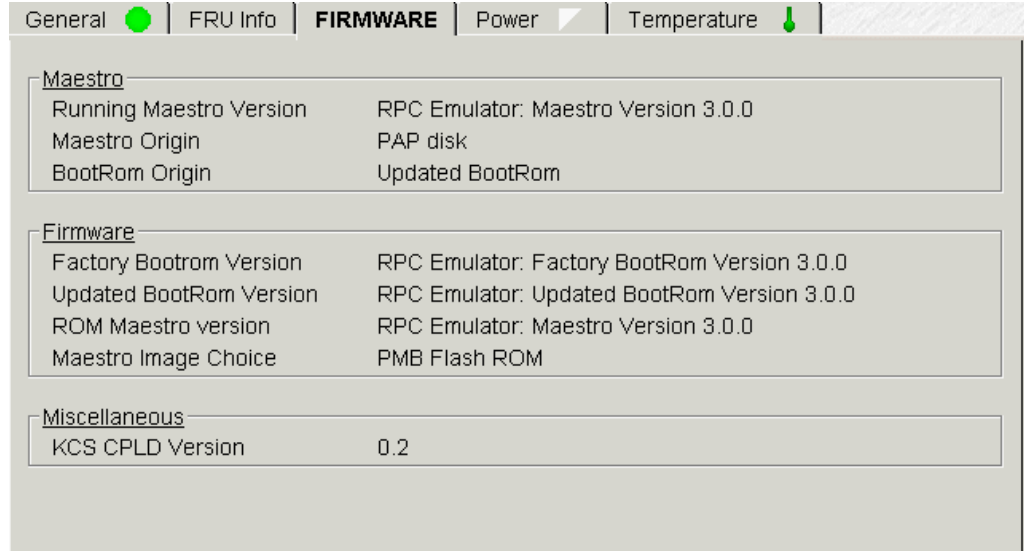 General FRU Info FIRMWARE Power Temperature
Maestro
Running Maestro Version RPC Emulator: Maestro Version 3.0.0
Maestro Origin PAP disk
BootRom Origin Updated BootRom
Firmware
Factory Bootrom Version RPC Emulator: Factory BootRom Version 3.0.0
Updated BootRom Version RPC Emulator: Updated BootRom Version 3.0.0
ROM Maestro version RPC Emulator: Maestro Version 3.0.0
Maestro Image Choice PMB Flash ROM
Miscellaneous
KCS CPLD Version 0.2